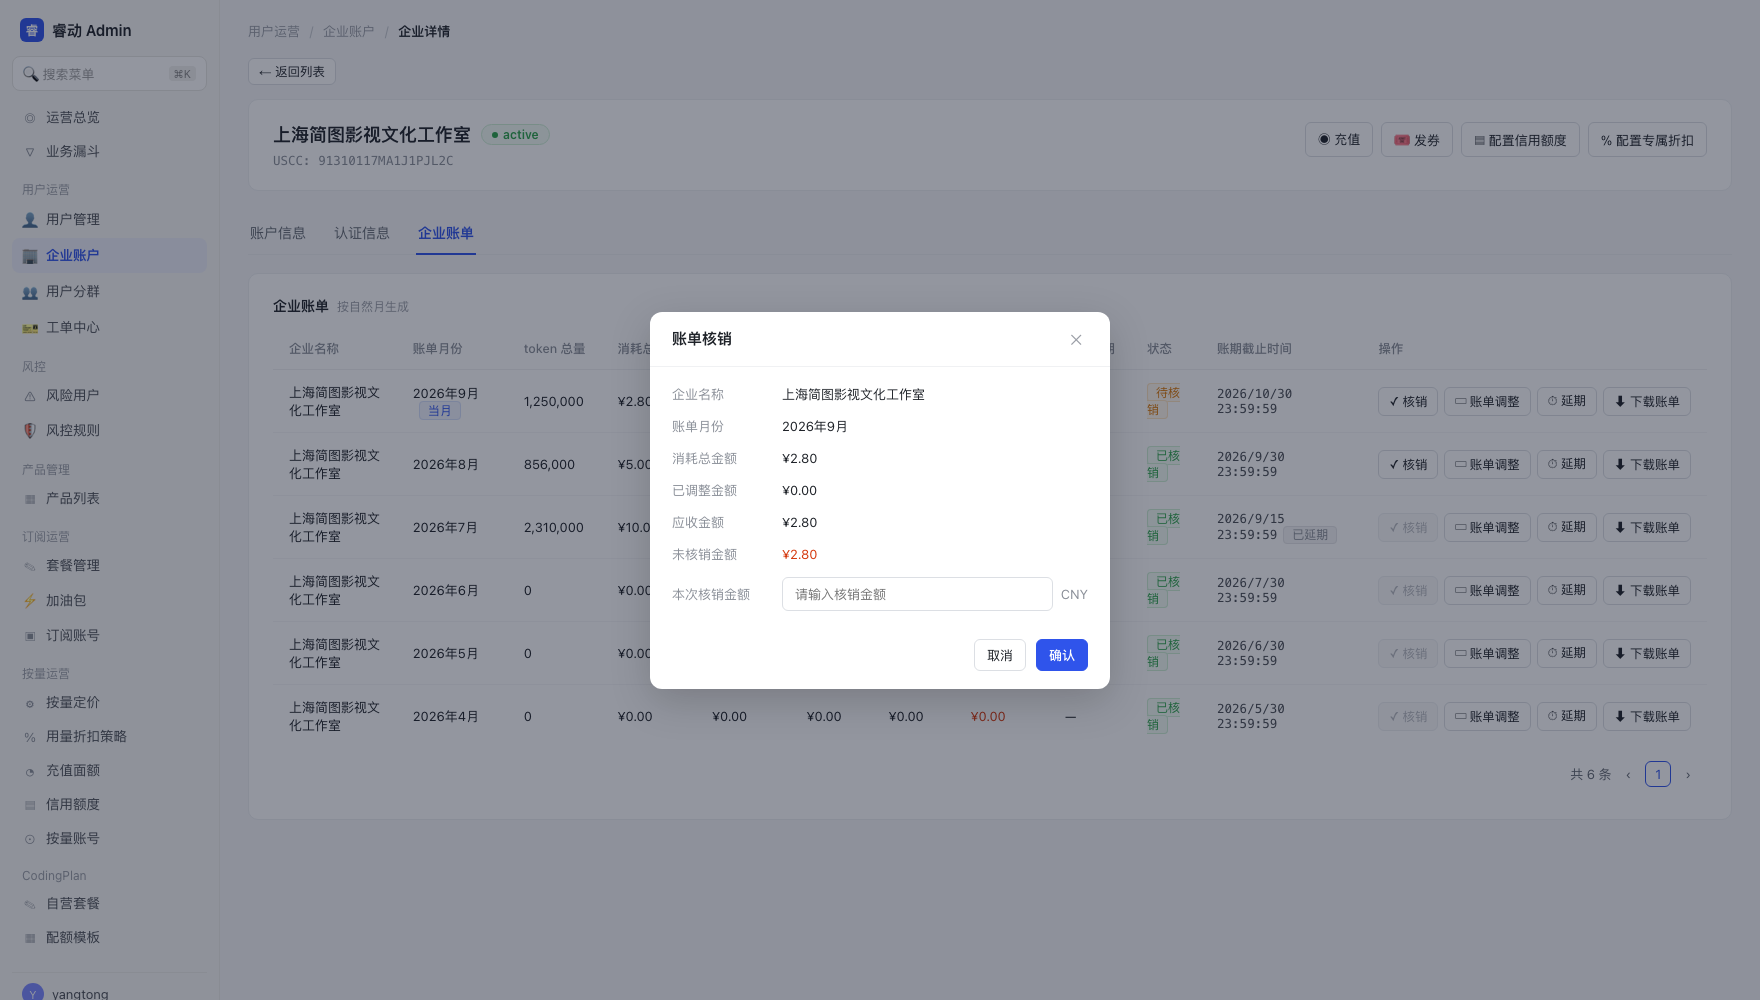 睿 睿动 Admin
搜索菜单 ⌘K
运营总览
业务漏斗
用户运营
用户管理
企业账户
用户分群
工单中心
风控
风险用户
风控规则
产品管理
产品列表
订阅运营
套餐管理
加油包
订阅账号
按量运营
按量定价
% 用量折扣策略
充值面额
信用额度
按量账号
CodingPlan
自营套餐
配额模板
Y yangtong
用户运营 / 企业账户 / 企业详情
← 返回列表
上海简图影视文化工作室 active
USCC: 91310117MA1J1PJL2C
充值 发券 配置信用额度 % 配置专属折扣
账户信息 认证信息 企业账单
企业账单 按自然月生成
企业名称 账单月份 token 总量 消耗总 状态 账期截止时间 操作
上海简图影视文 2026年9月 待核 2026/10/30
化工作室 当月 1,250,000 ¥2.80 销 23:59:59 ✓ 核销 账单调整 延期 下载账单
上海简图影视文 已核 2026/9/30
化工作室 2026年8月 856,000 ¥5.00 销 23:59:59 ✓ 核销 账单调整 延期 下载账单
上海简图影视文 已核 2026/9/15
化工作室 2026年7月 2,310,000 ¥10.0 销 23:59:59 已延期 ✓ 核销 账单调整 延期 下载账单
上海简图影视文 已核 2026/7/30
化工作室 2026年6月 0 ¥0.00 销 23:59:59 ✓ 核销 账单调整 延期 下载账单
上海简图影视文 已核 2026/6/30
化工作室 2026年5月 0 ¥0.00 销 23:59:59 ✓ 核销 账单调整 延期 下载账单
上海简图影视文 已核 2026/5/30
化工作室 2026年4月 0 ¥0.00 ¥0.00 ¥0.00 ¥0.00 ¥0.00 — 销 23:59:59 ✓ 核销 账单调整 延期 下载账单
共 6 条 ‹ 1 ›
账单核销
企业名称 上海简图影视文化工作室
账单月份 2026年9月
消耗总金额 ¥2.80
已调整金额 ¥0.00
应收金额 ¥2.80
未核销金额 ¥2.80
本次核销金额 请输入核销金额 CNY
取消 确认